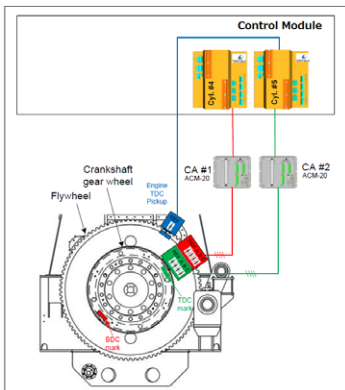 Control Module
Cyl. #4
Cyl. #5
CA #1
ACM-20
CA #2
ACM-20
Crankshaft
gear wheel
Engine
TDC
Pickup
Flywheel
TDC
mark
BDC
mark